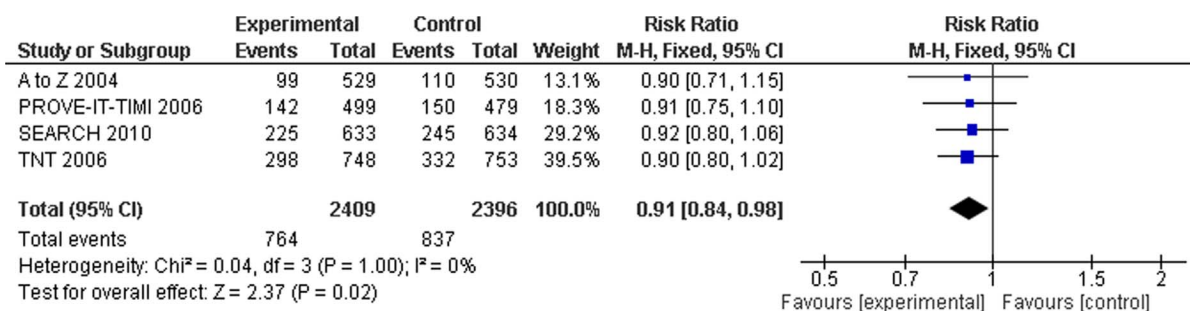 Experimental Control Risk Ratio Risk Ratio
Study or Subgroup Events Total Events Total Weight M-H, Fixed, 95% CI M-H, Fixed, 95% CI
A to Z 2004 99 529 110 530 13.1% 0.90 [0.71, 1.15]
PROVE-IT-TIMI 2006 142 499 150 479 18.3% 0.91 [0.75, 1.10]
SEARCH 2010 225 633 245 634 29.2% 0.92 [0.80, 1.06]
TNT 2006 298 748 332 753 39.5% 0.90 [0.80, 1.02]
Total (95% CI) 2409 2396 100.0% 0.91 [0.84, 0.98]
Total events 764 837
Heterogeneity: Chi² = 0.04, df = 3 (P = 1.00); I² = 0%
Test for overall effect: Z = 2.37 (P = 0.02)
0.5 0.7 1 1.5 2
Favours [experimental] Favours [control]